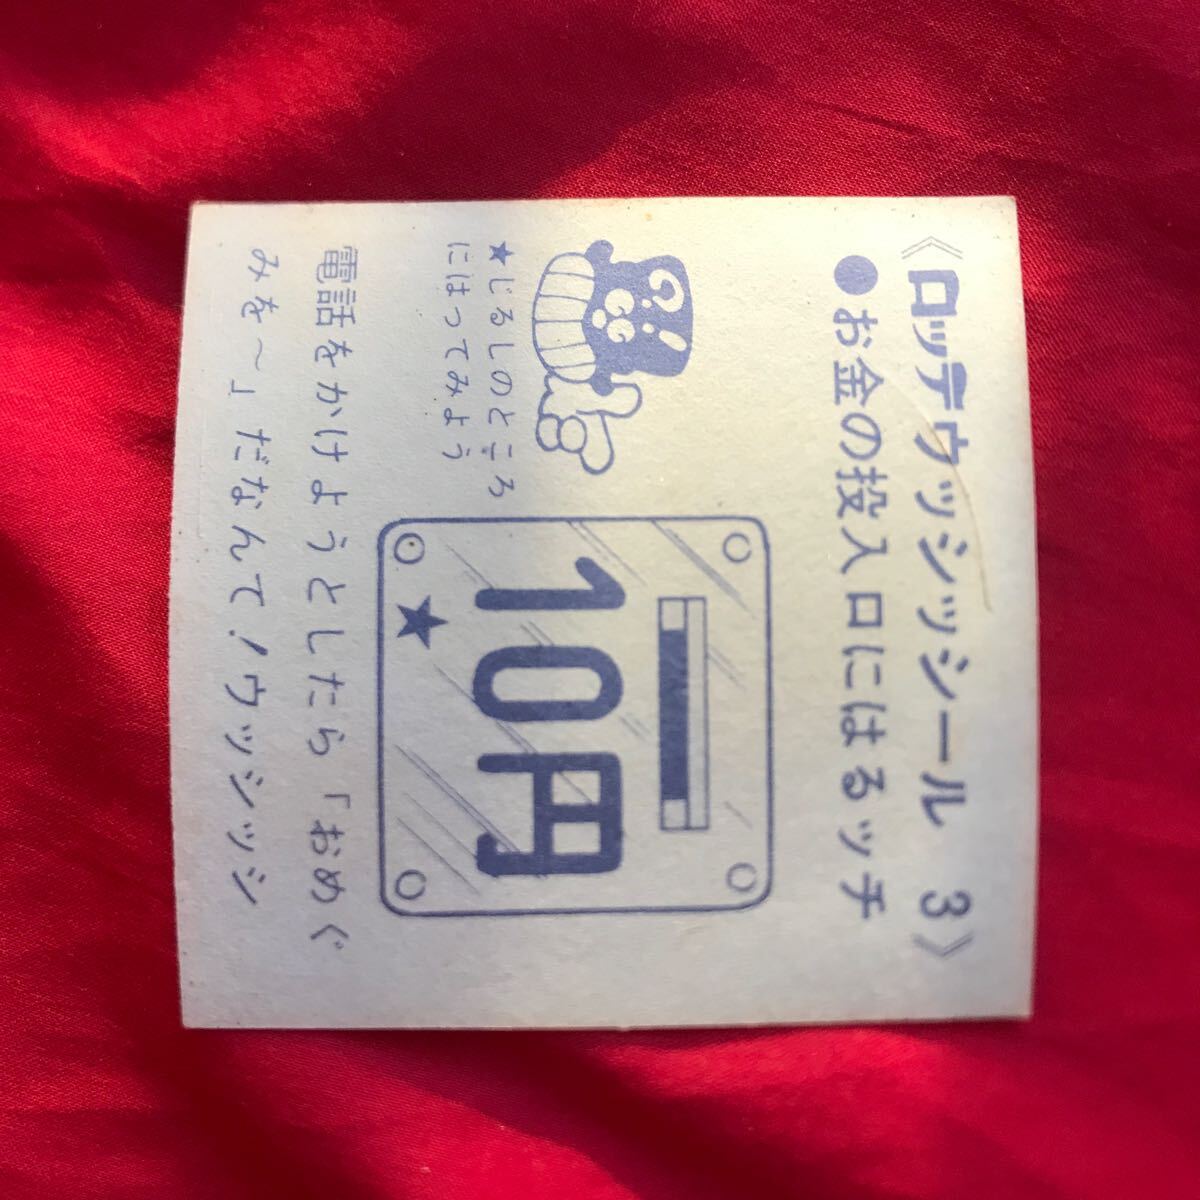 《ロッテウッシッシール 3》
●お金の投入口にはるッチ
?!
★じるしのところ
にはってみよう
10円
★
電話をかけようとしたら「おめぐ
みを～」だなんて!ウッシッシ